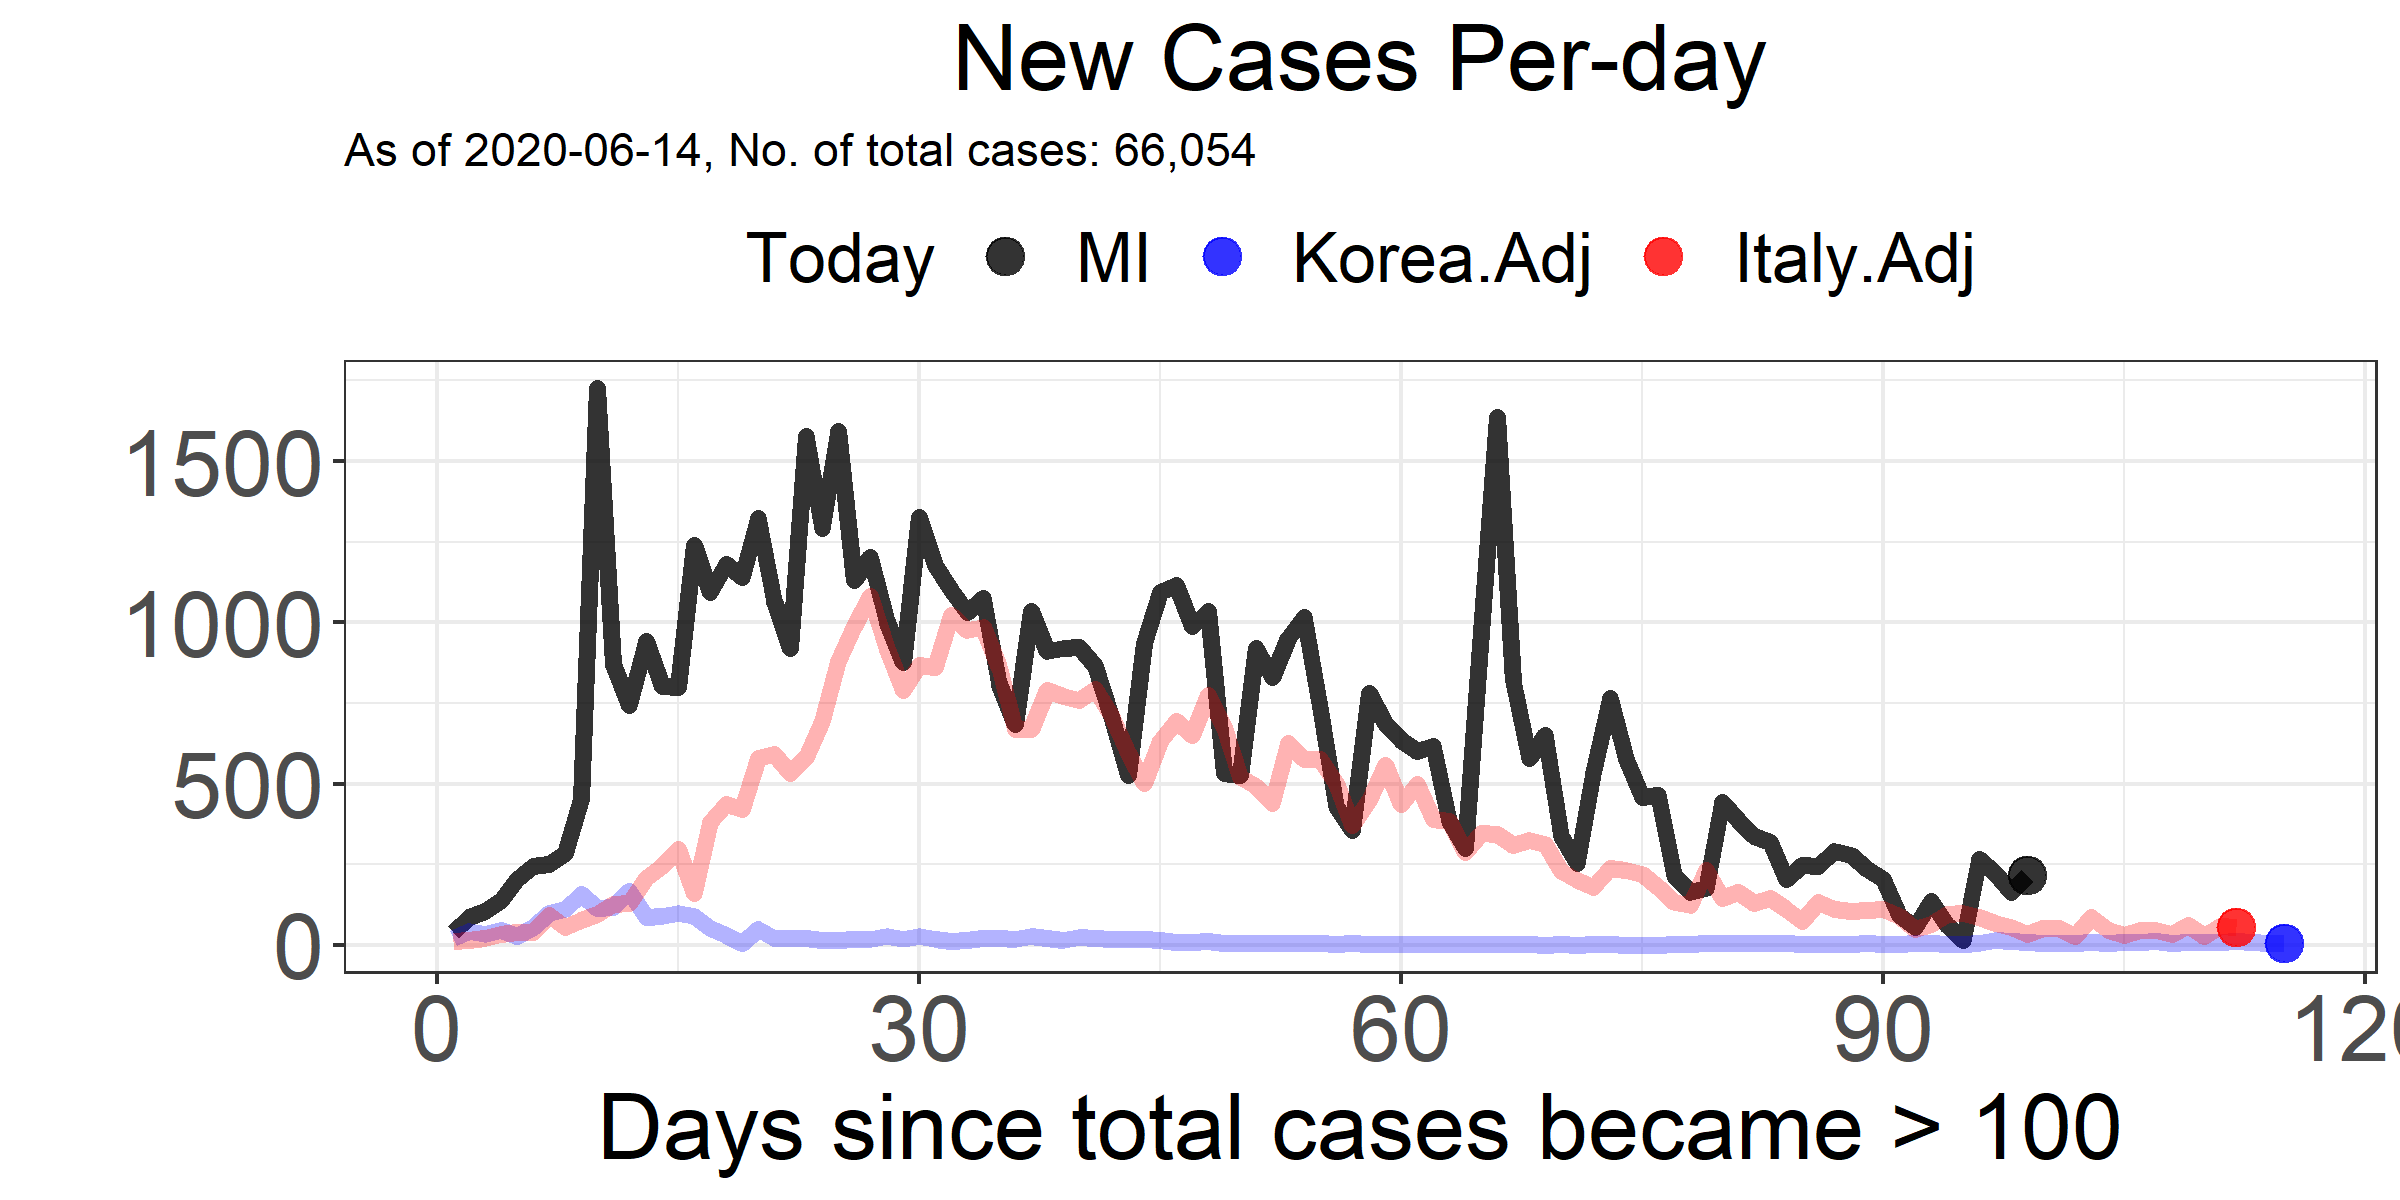 New Cases Per-day
As of 2020-06-14, No. of total cases: 66,054
Today MI Korea.Adj Italy.Adj
1500
1000
500
0
0 30 60 90 120
Days since total cases became > 100